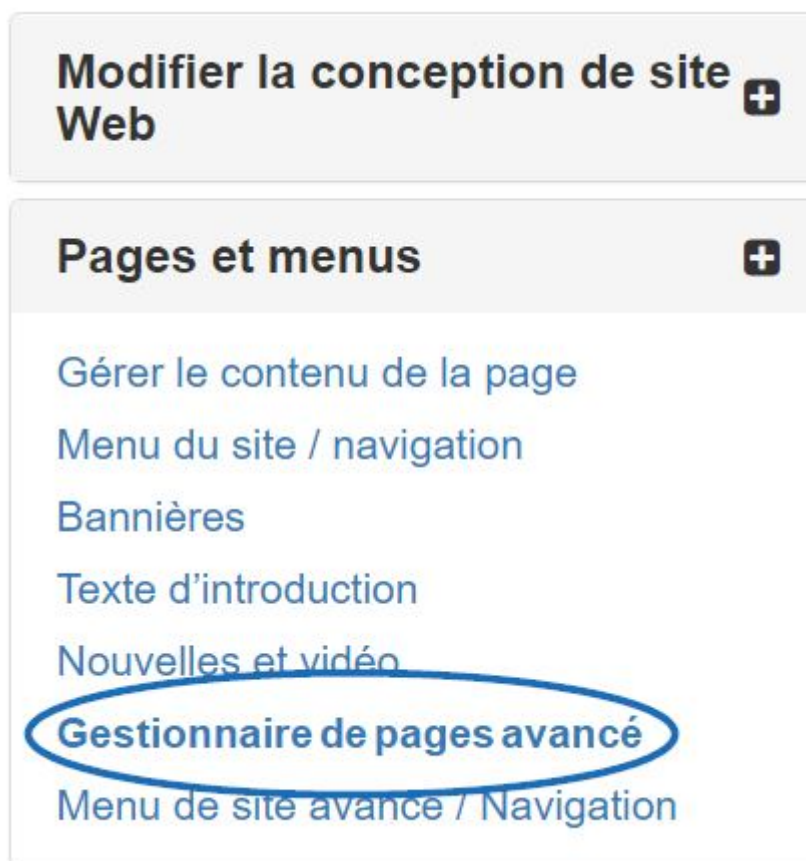 Modifier la conception de site
Web
Pages et menus
Gérer le contenu de la page
Menu du site / navigation
Bannières
Texte d’introduction
Nouvelles et vidéo
Gestionnaire de pages avancé
Menu de site avancé / Navigation